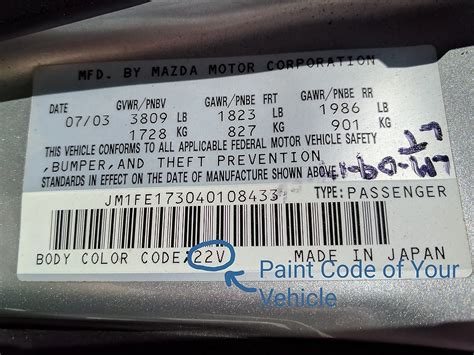 MFD. BY MAZDA MOTOR CORPORATION
DATE GVWR/PNBV GAWR/PNBE FRT GAWR/PNBE RR
07/03 3809 LB 1823 LB 1986 LB
1728 KG 827 KG 901 KG
THIS VEHICLE CONFORMS TO ALL APPLICABLE FEDERAL MOTOR VEHICLE SAFETY
,BUMPER,AND THEFT PREVENTION
STANDARDS IN EFFECT ON THE DATE OF MANUFACTURE SHOWN ABOVE.
JM1FE173040108433 TYPE:PASSENGER
BODY COLOR CODE:22V MADE IN JAPAN
Paint Code of Your
Vehicle